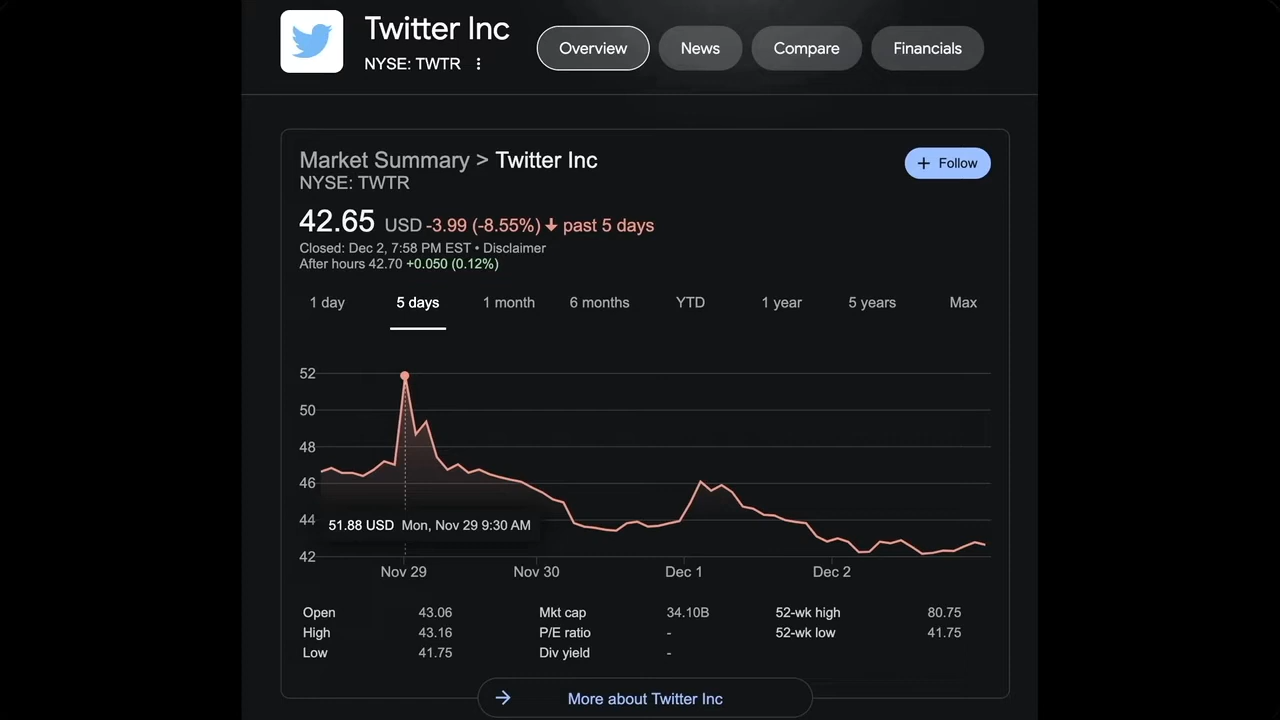 Twitter Inc
NYSE: TWTR
Overview
News
Compare
Financials
Market Summary > Twitter Inc
NYSE: TWTR
+ Follow
42.65 USD -3.99 (-8.55%) ↓ past 5 days
Closed: Dec 2, 7:58 PM EST • Disclaimer
After hours 42.70 +0.050 (0.12%)
1 day 5 days 1 month 6 months YTD 1 year 5 years Max
52
50
48
46
44
42
51.88 USD Mon, Nov 29 9:30 AM
Nov 29 Nov 30 Dec 1 Dec 2
Open 43.06 Mkt cap 34.10B 52-wk high 80.75
High 43.16 P/E ratio - 52-wk low 41.75
Low 41.75 Div yield -
More about Twitter Inc